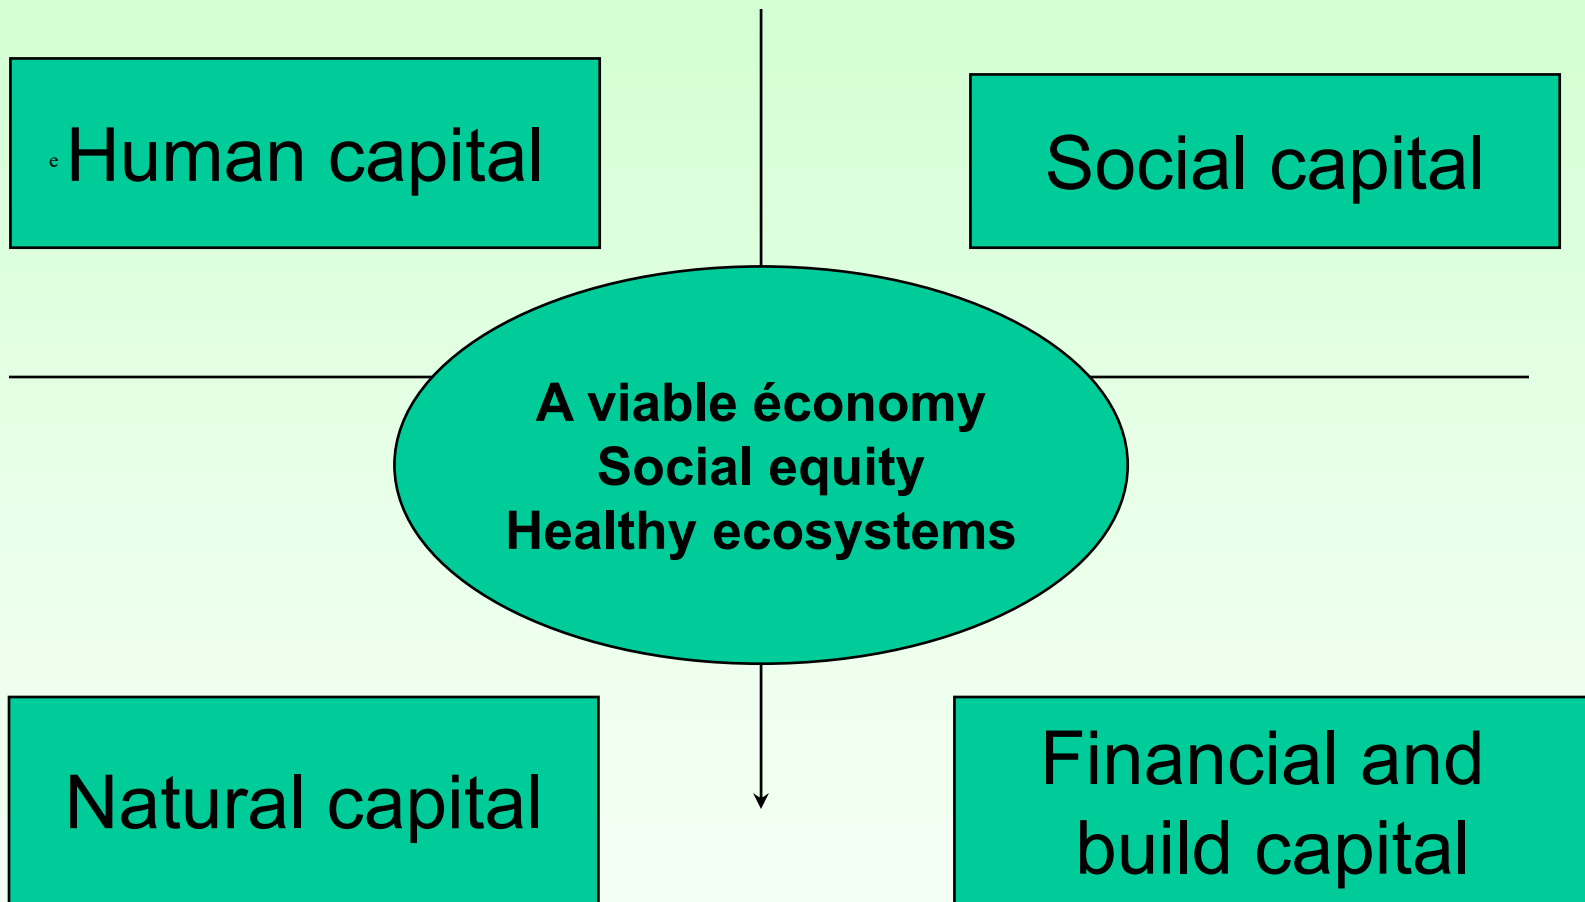 e Human capital
Social capital
A viable économy
Social equity
Healthy ecosystems
Natural capital
Financial and
build capital